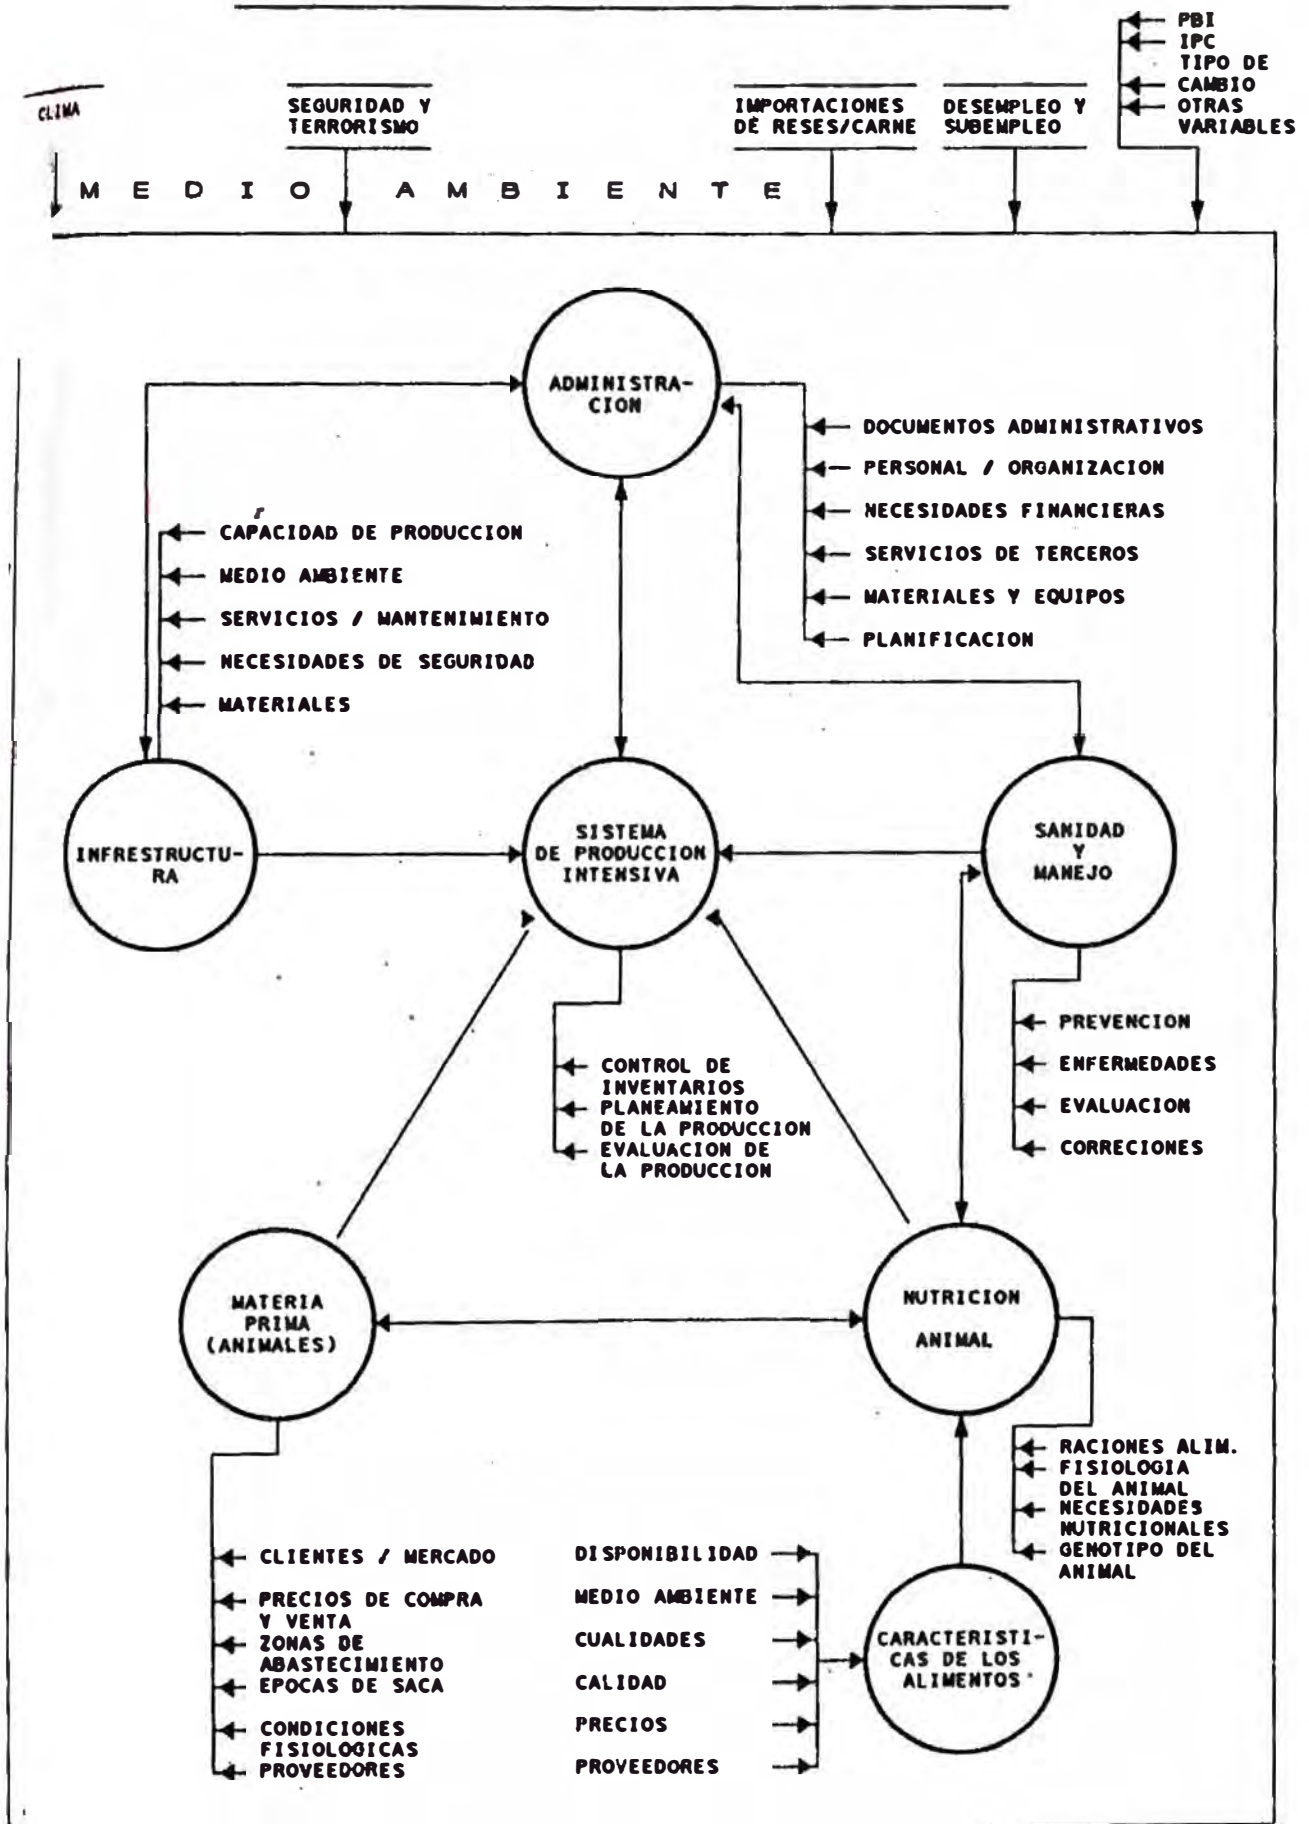 PBI
IPC
TIPO DE
CAMBIO
OTRAS
VARIABLES
CLIMA
SEGURIDAD Y
TERRORISMO
IMPORTACIONES
DE RESES/CARNE
DESEMPLEO Y
SUBEMPLEO
MEDIO AMBIENTE
ADMINISTRA-
CION
DOCUMENTOS ADMINISTRATIVOS
PERSONAL / ORGANIZACION
NECESIDADES FINANCIERAS
SERVICIOS DE TERCEROS
MATERIALES Y EQUIPOS
PLANIFICACION
CAPACIDAD DE PRODUCCION
MEDIO AMBIENTE
SERVICIOS / MANTENIMIENTO
NECESIDADES DE SEGURIDAD
MATERIALES
INFRESTRUCTU-
RA
SISTEMA
DE PRODUCCION
INTENSIVA
SANIDAD
Y
MANEJO
CONTROL DE
INVENTARIOS
PLANEAMIENTO
DE LA PRODUCCION
EVALUACION DE
LA PRODUCCION
PREVENCION
ENFERMEDADES
EVALUACION
CORRECIONES
MATERIA
PRIMA
(ANIMALES)
NUTRICION
ANIMAL
RACIONES ALIM.
FISIOLOGIA
DEL ANIMAL
NECESIDADES
NUTRICIONALES
GENOTIPO DEL
ANIMAL
CLIENTES / MERCADO
PRECIOS DE COMPRA
Y VENTA
ZONAS DE
ABASTECIMIENTO
EPOCAS DE SACA
CONDICIONES
FISIOLOGICAS
PROVEEDORES
DISPONIBILIDAD
MEDIO AMBIENTE
CUALIDADES
CALIDAD
PRECIOS
PROVEEDORES
CARACTERISTI-
CAS DE LOS
ALIMENTOS